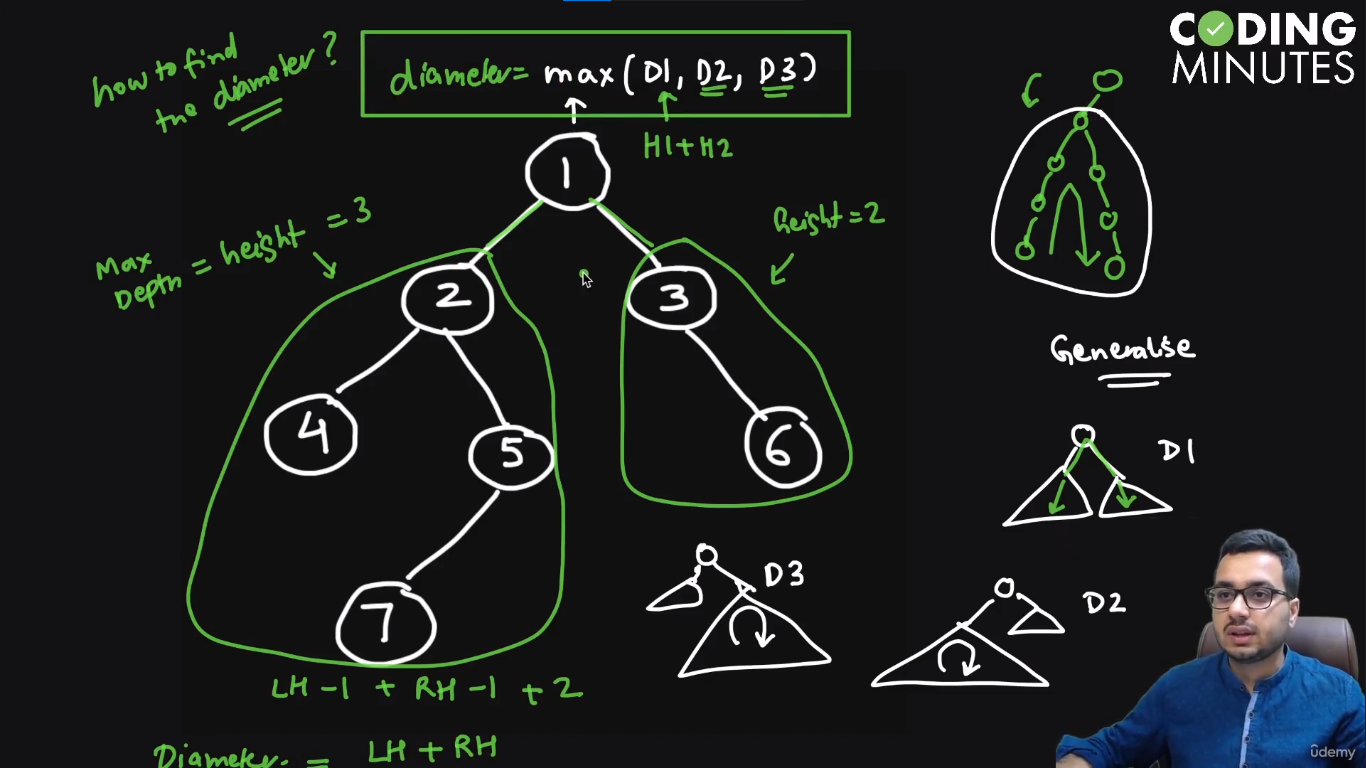 CODING
MINUTES
how to find
the diameter?
diameter = max(D1, D2, D3)
H1+H2
1
Max
Depth = height = 3
height=2
2
3
Generalise
4
5
6
D1
7
D3
D2
LH-1 + RH-1 +2
Diameter = LH + RH
ûdemy